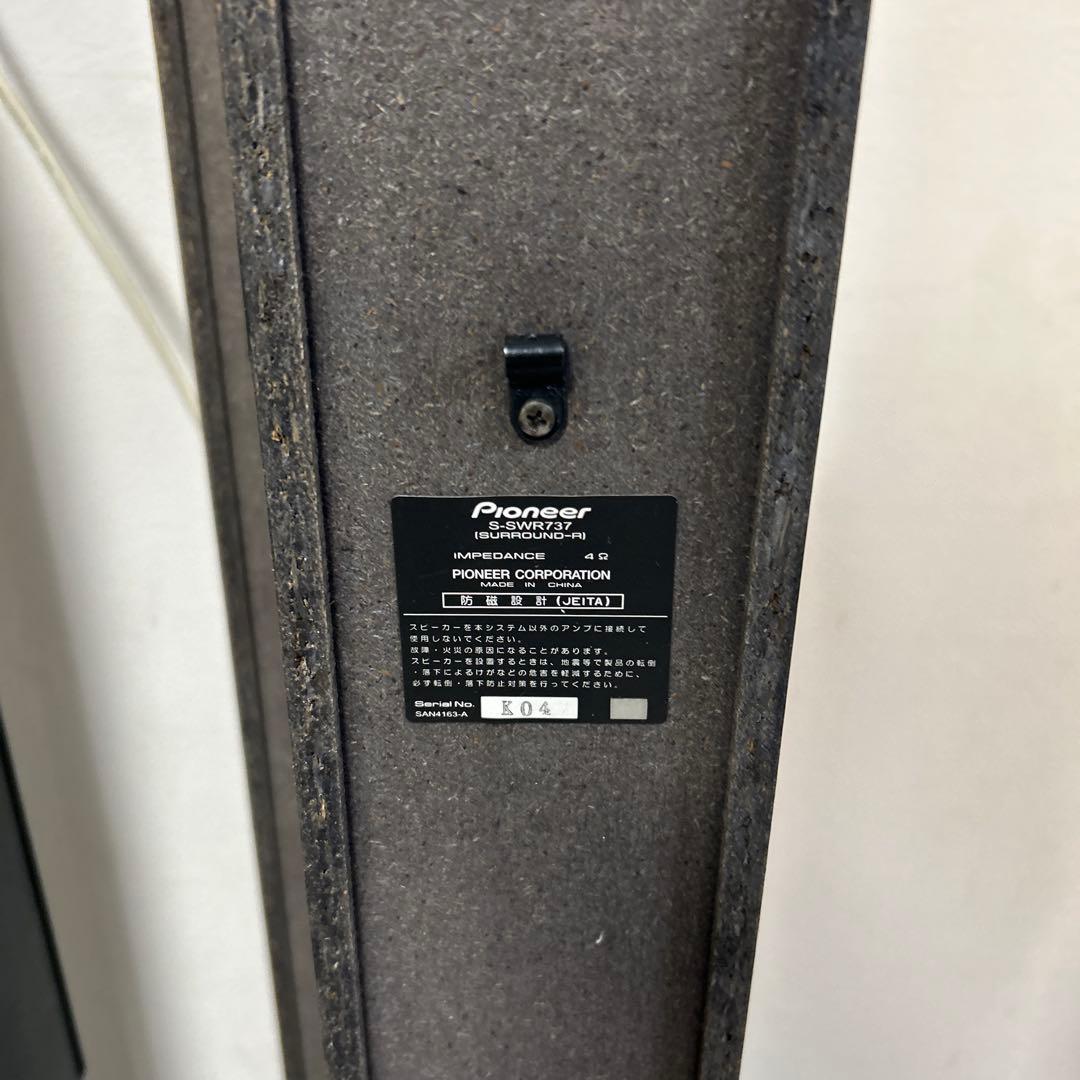 Pioneer
S-SWR737
(SURROUND-R)
IMPEDANCE 4Ω
PIONEER CORPORATION
MADE IN CHINA
防磁設計(JEITA)
スピーカーを本システム以外のアンプに接続して
使用しないでください。
故障・火災の原因になることがあります。
スピーカーを設置するときは、地震等で製品の転倒
・落下によるけがなどの危害を軽減するために、
必ず転倒・落下防止対策を行ってください。
Serial No. K04
SAN4163-A